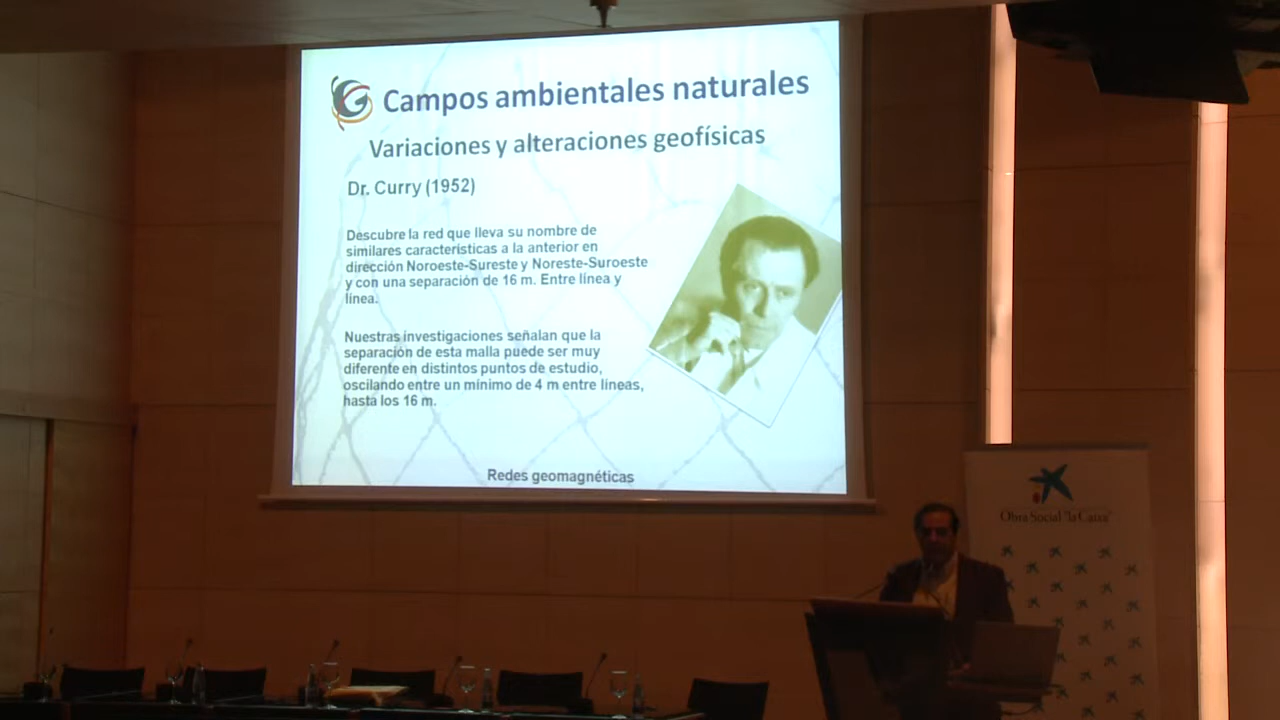 Campos ambientales naturales
Variaciones y alteraciones geofísicas
Dr. Curry (1952)
Descubre la red que lleva su nombre de
similares características a la anterior en
dirección Noroeste-Sureste y Noreste-Suroeste
y con una separación de 16 m. Entre línea y
línea.
Nuestras investigaciones señalan que la
separación de esta malla puede ser muy
diferente en distintos puntos de estudio,
oscilando entre un mínimo de 4 m entre líneas,
hasta los 16 m.
Redes geomagnéticas
Obra Social "la Caixa"